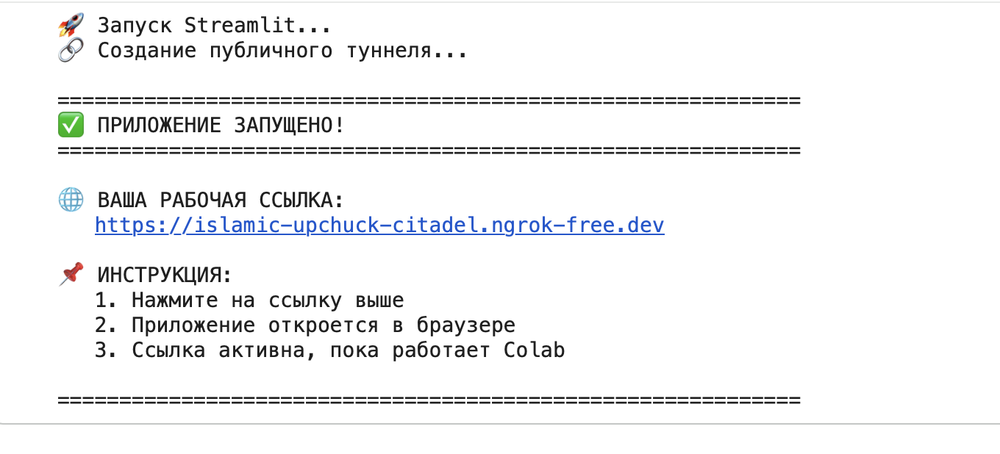 🚀 Запуск Streamlit...
🔗 Создание публичного туннеля...
============================================================
✅ ПРИЛОЖЕНИЕ ЗАПУЩЕНО!
============================================================
🌐 ВАША РАБОЧАЯ ССЫЛКА:
https://islamic-upchuck-citadel.ngrok-free.dev
📌 ИНСТРУКЦИЯ:
1. Нажмите на ссылку выше
2. Приложение откроется в браузере
3. Ссылка активна, пока работает Colab
============================================================